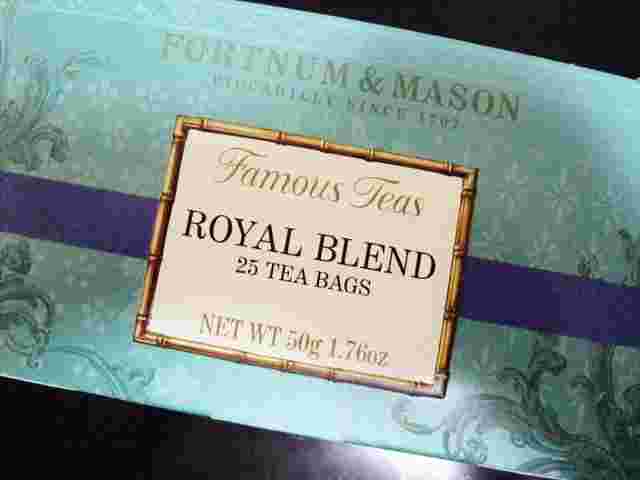 FORTNUM & MASON
PICCADILLY SINCE 1707
Famous Teas
ROYAL BLEND
25 TEA BAGS
NET WT 50g 1.76oz